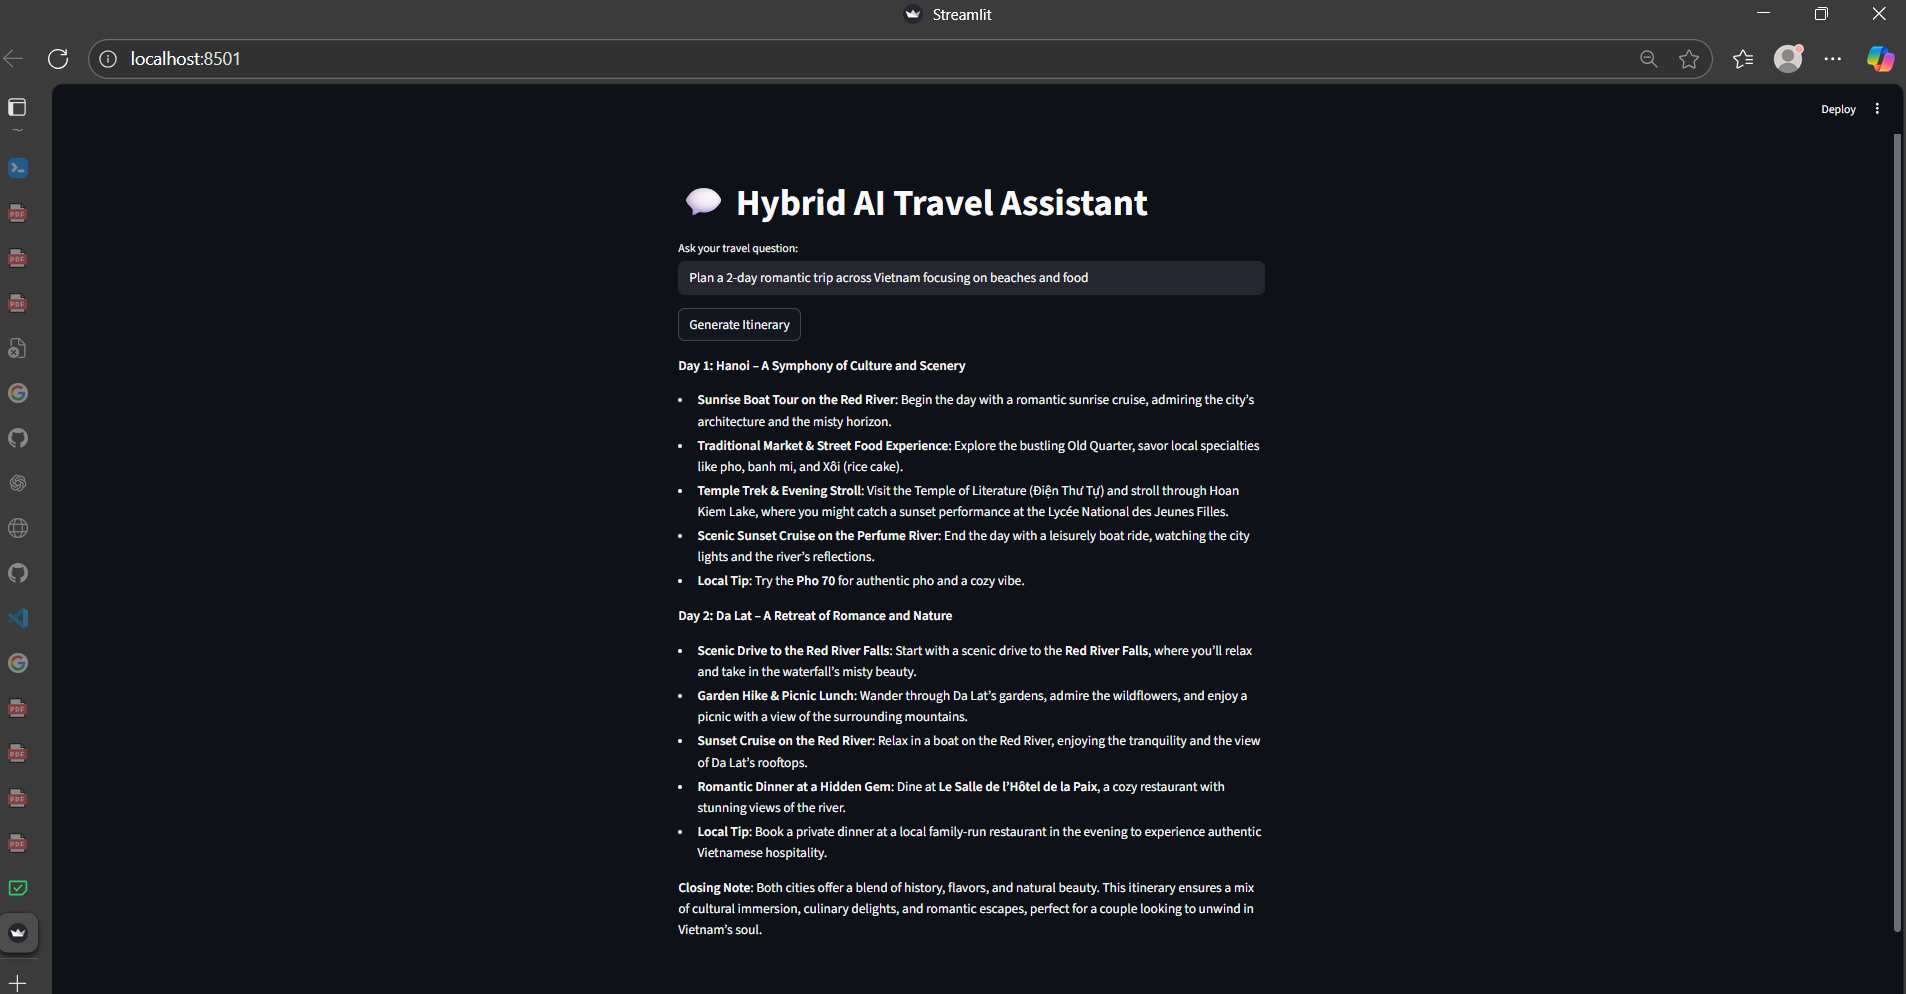 Streamlit
localhost:8501
Deploy
Hybrid AI Travel Assistant
Ask your travel question:
Plan a 2-day romantic trip across Vietnam focusing on beaches and food
Generate Itinerary
Day 1: Hanoi – A Symphony of Culture and Scenery
• Sunrise Boat Tour on the Red River: Begin the day with a romantic sunrise cruise, admiring the city's
architecture and the misty horizon.
• Traditional Market & Street Food Experience: Explore the bustling Old Quarter, savor local specialties
like pho, banh mi, and Xôi (rice cake).
• Temple Trek & Evening Stroll: Visit the Temple of Literature (Điện Thư Tự) and stroll through Hoan
Kiem Lake, where you might catch a sunset performance at the Lycée National des Jeunes Filles.
• Scenic Sunset Cruise on the Perfume River: End the day with a leisurely boat ride, watching the city
lights and the river's reflections.
• Local Tip: Try the Pho 70 for authentic pho and a cozy vibe.
Day 2: Da Lat – A Retreat of Romance and Nature
• Scenic Drive to the Red River Falls: Start with a scenic drive to the Red River Falls, where you'll relax
and take in the waterfall's misty beauty.
• Garden Hike & Picnic Lunch: Wander through Da Lat's gardens, admire the wildflowers, and enjoy a
picnic with a view of the surrounding mountains.
• Sunset Cruise on the Red River: Relax in a boat on the Red River, enjoying the tranquility and the view
of Da Lat's rooftops.
• Romantic Dinner at a Hidden Gem: Dine at Le Salle de l'Hôtel de la Paix, a cozy restaurant with
stunning views of the river.
• Local Tip: Book a private dinner at a local family-run restaurant in the evening to experience authentic
Vietnamese hospitality.
Closing Note: Both cities offer a blend of history, flavors, and natural beauty. This itinerary ensures a mix
of cultural immersion, culinary delights, and romantic escapes, perfect for a couple looking to unwind in
Vietnam's soul.
PDF
PDF
PDF
PDF
PDF
PDF
PDF